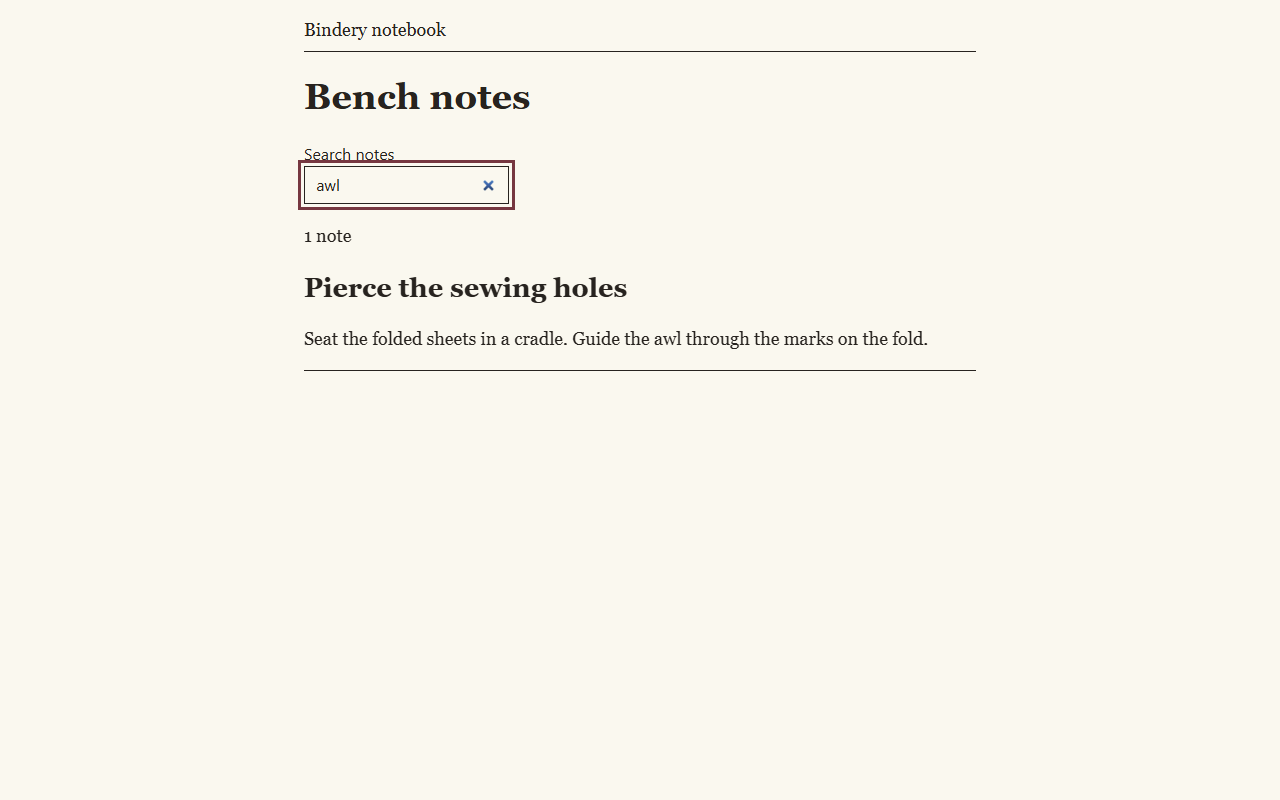 Bindery notebook
Bench notes
Search notes
awl
1 note
Pierce the sewing holes
Seat the folded sheets in a cradle. Guide the awl through the marks on the fold.